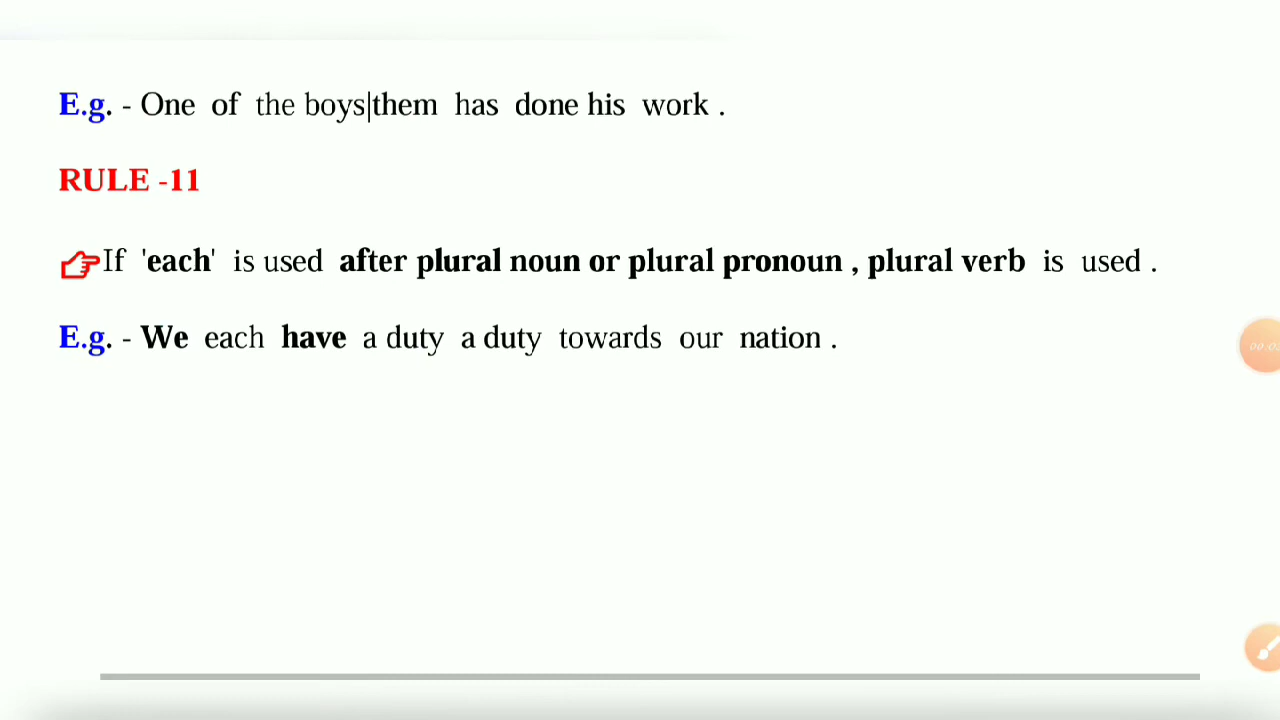 E.g. - One of the boys|them has done his work .
RULE -11
If 'each' is used after plural noun or plural pronoun , plural verb is used .
E.g. - We each have a duty a duty towards our nation .